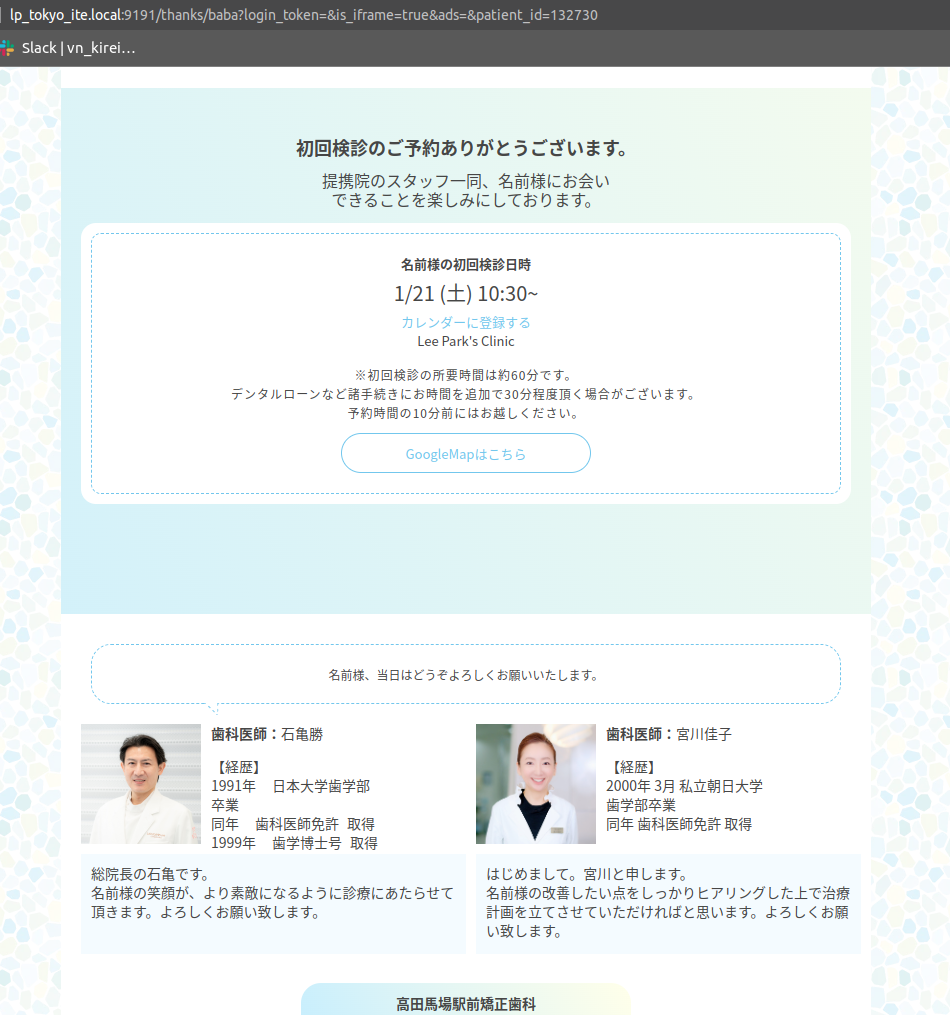 lp_tokyo_ite.local:9191/thanks/baba?login_token=&is_iframe=true&ads=&patient_id=132730
Slack | vn_kirei…
初回検診のご予約ありがとうございます。
提携院のスタッフ一同、名前様にお会い
できることを楽しみにしております。
名前様の初回検診日時
1/21 (土) 10:30~
カレンダーに登録する
Lee Park's Clinic
※初回検診の所要時間は約60分です。
デンタルローンなど諸手続きにお時間を追加で30分程度頂く場合がございます。
予約時間の10分前にはお越しください。
GoogleMapはこちら
名前様、当日はどうぞよろしくお願いいたします。
歯科医師：石亀勝
【経歴】
1991年　日本大学歯学部
卒業
同年　歯科医師免許 取得
1999年　歯学博士号 取得
総院長の石亀です。
名前様の笑顔が、より素敵になるように診療にあたらせて
頂きます。よろしくお願い致します。
歯科医師：宮川佳子
【経歴】
2000年 3月 私立朝日大学
歯学部卒業
同年 歯科医師免許 取得
はじめまして。宮川と申します。
名前様の改善したい点をしっかりヒアリングした上で治療
計画を立てさせていただければと思います。よろしくお願
い致します。
高田馬場駅前矯正歯科